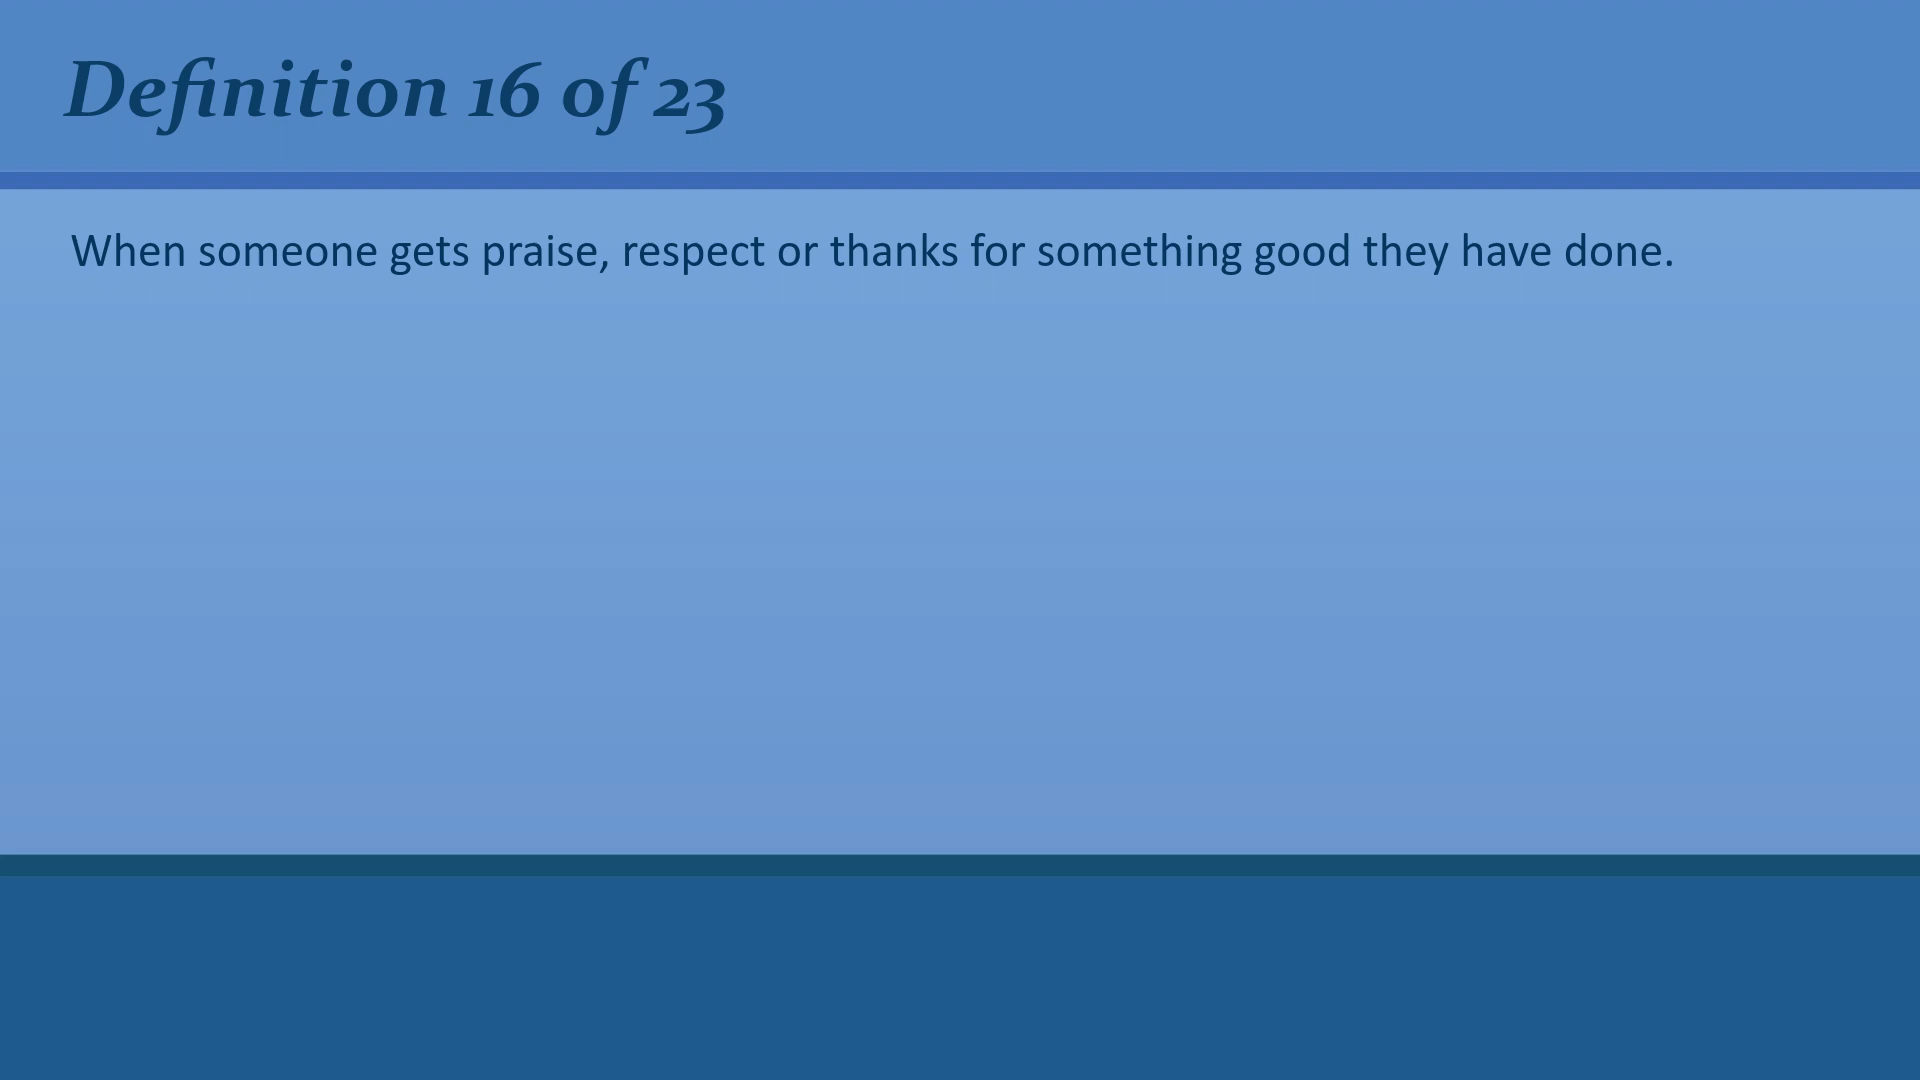 Definition 16 of 23
When someone gets praise, respect or thanks for something good they have done.